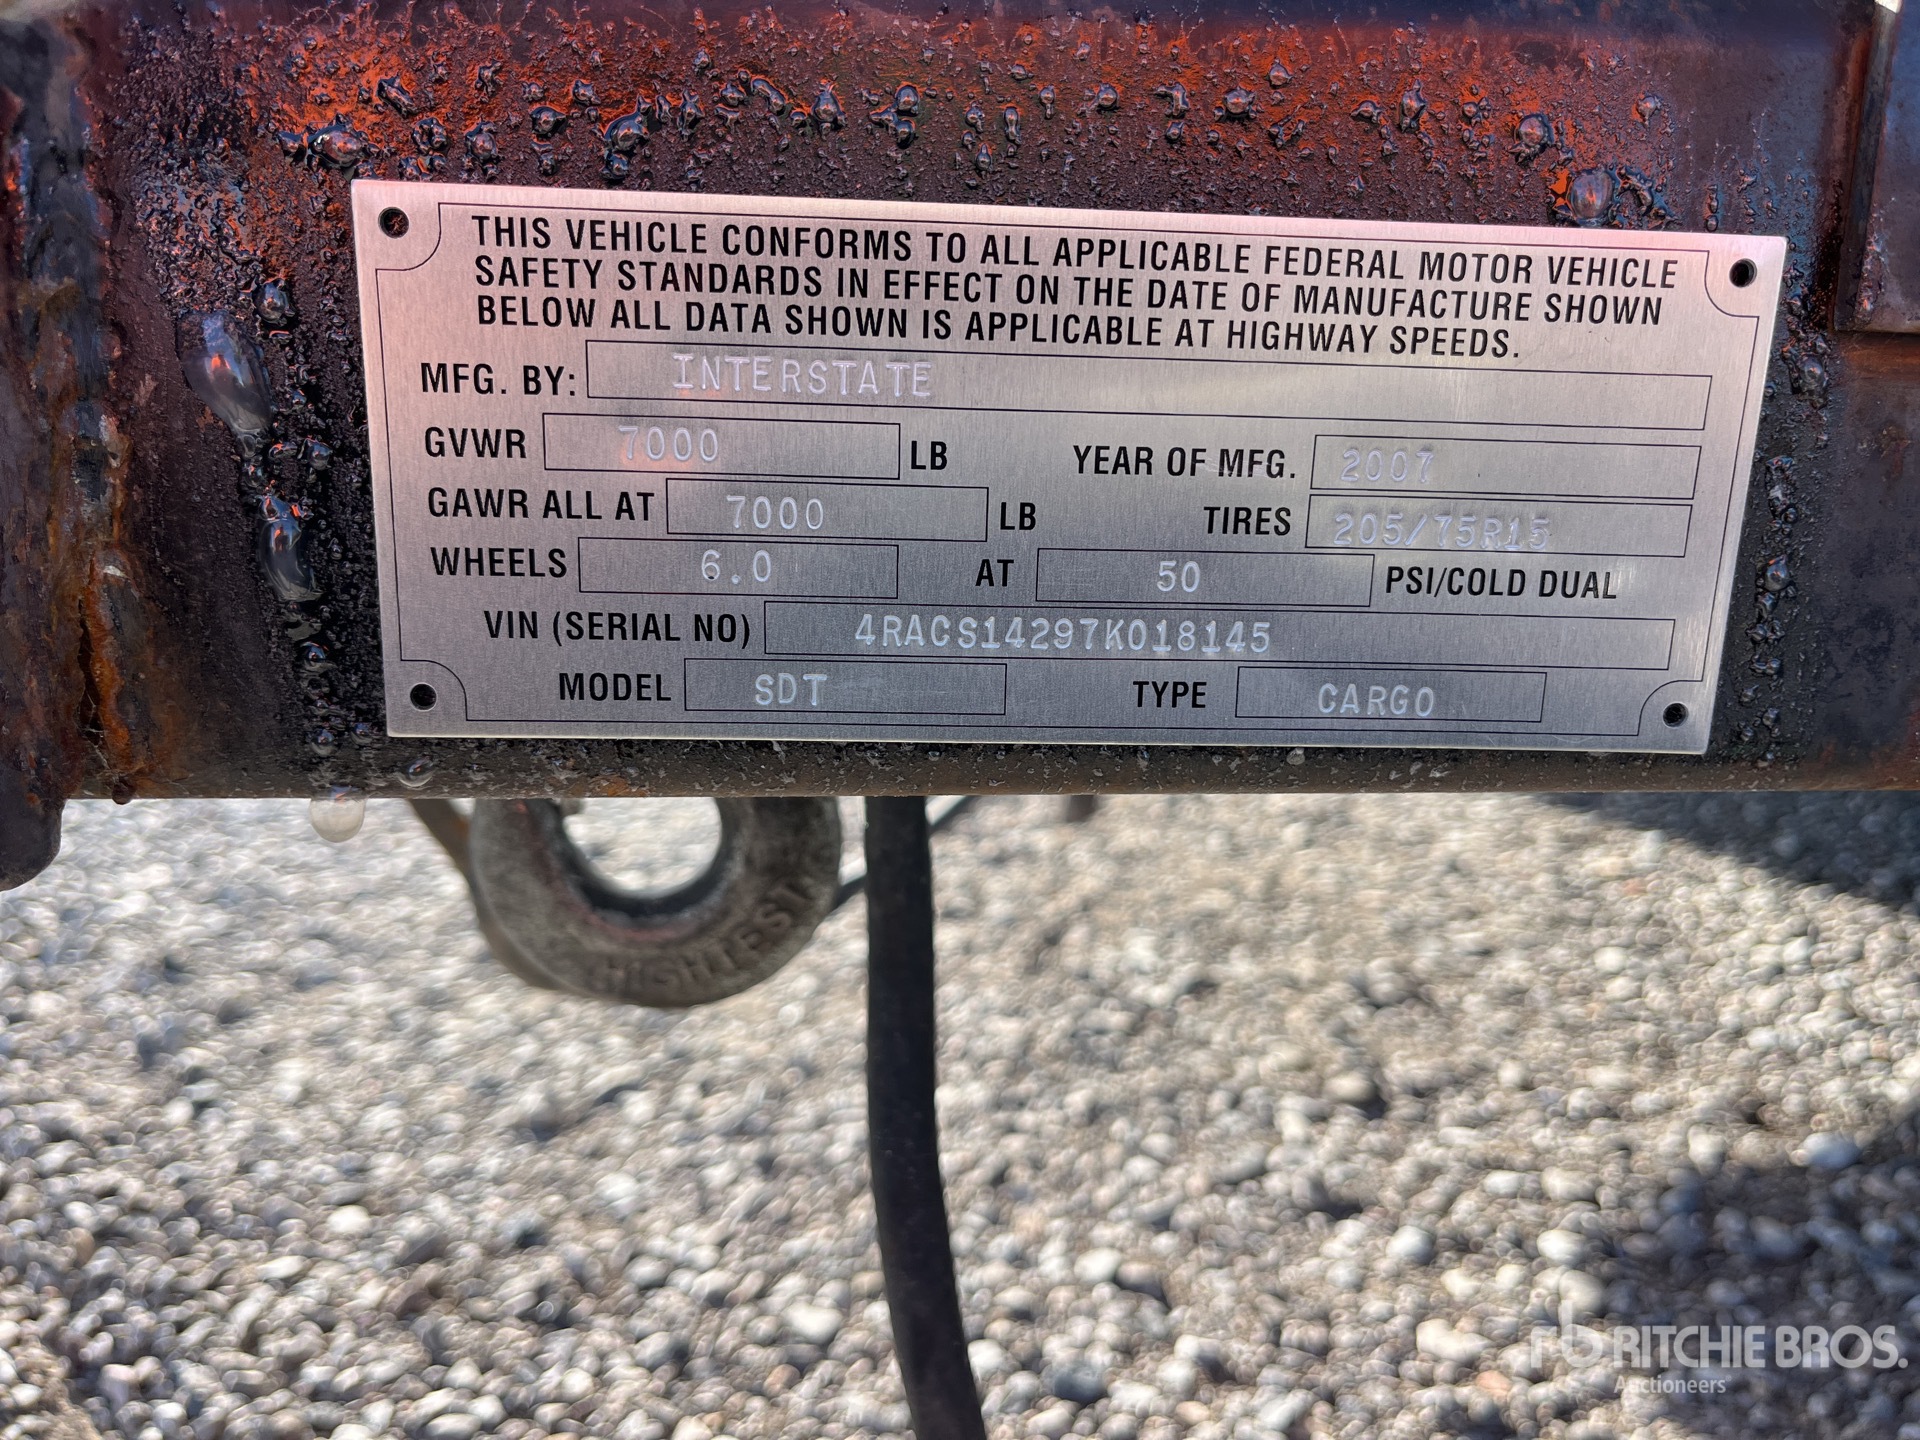 THIS VEHICLE CONFORMS TO ALL APPLICABLE FEDERAL MOTOR VEHICLE
SAFETY STANDARDS IN EFFECT ON THE DATE OF MANUFACTURE SHOWN
BELOW ALL DATA SHOWN IS APPLICABLE AT HIGHWAY SPEEDS.
MFG. BY: INTERSTATE
GVWR 7000 LB YEAR OF MFG. 2007
GAWR ALL AT 7000 LB TIRES 205/75R15
WHEELS 6.0 AT 50 PSI/COLD DUAL
VIN (SERIAL NO) 4RACS14297K018145
MODEL SDT TYPE CARGO
RITCHIE BROS.
Auctioneers